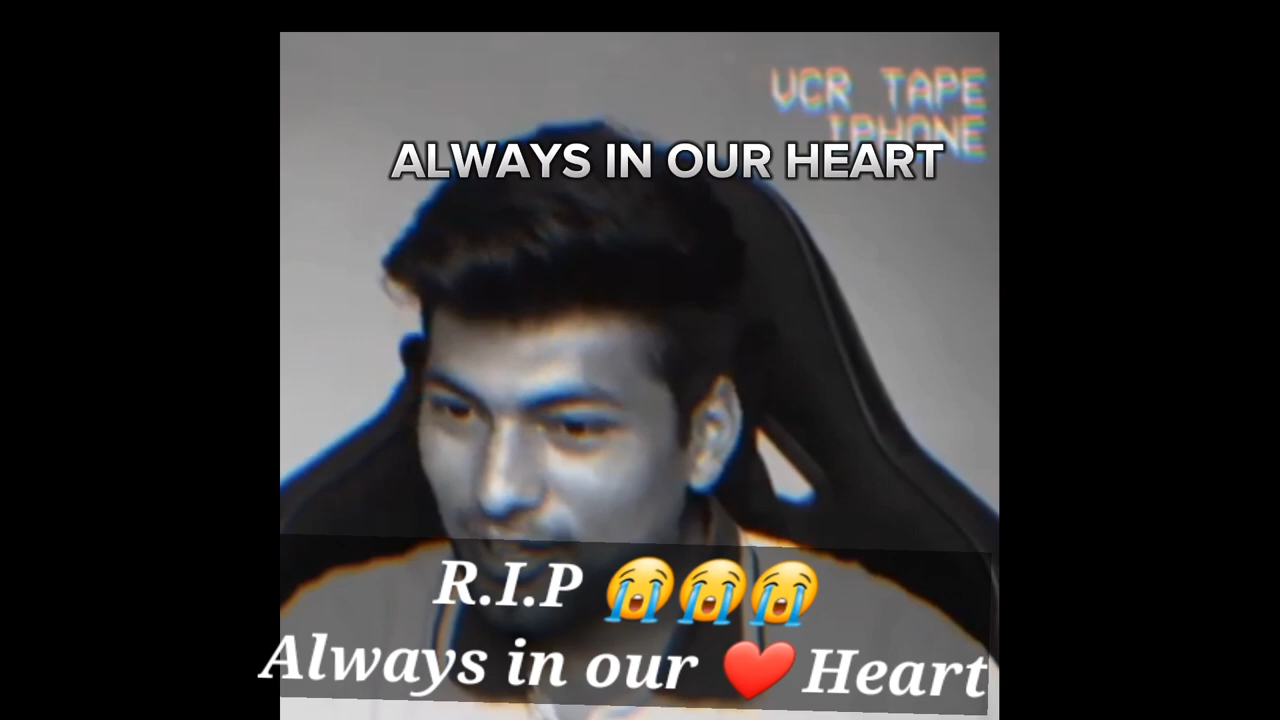 VCR TAPE
IPHONE
ALWAYS IN OUR HEART
R.I.P 😭😭😭
Always in our ❤️ Heart